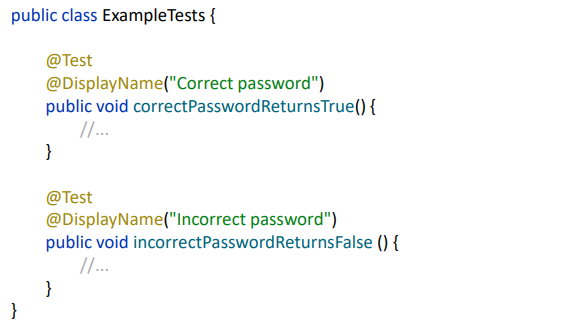 public class ExampleTests {
@Test
@DisplayName("Correct password")
public void correctPasswordReturnsTrue() {
//...
}
@Test
@DisplayName("Incorrect password")
public void incorrectPasswordReturnsFalse () {
//...
}
}